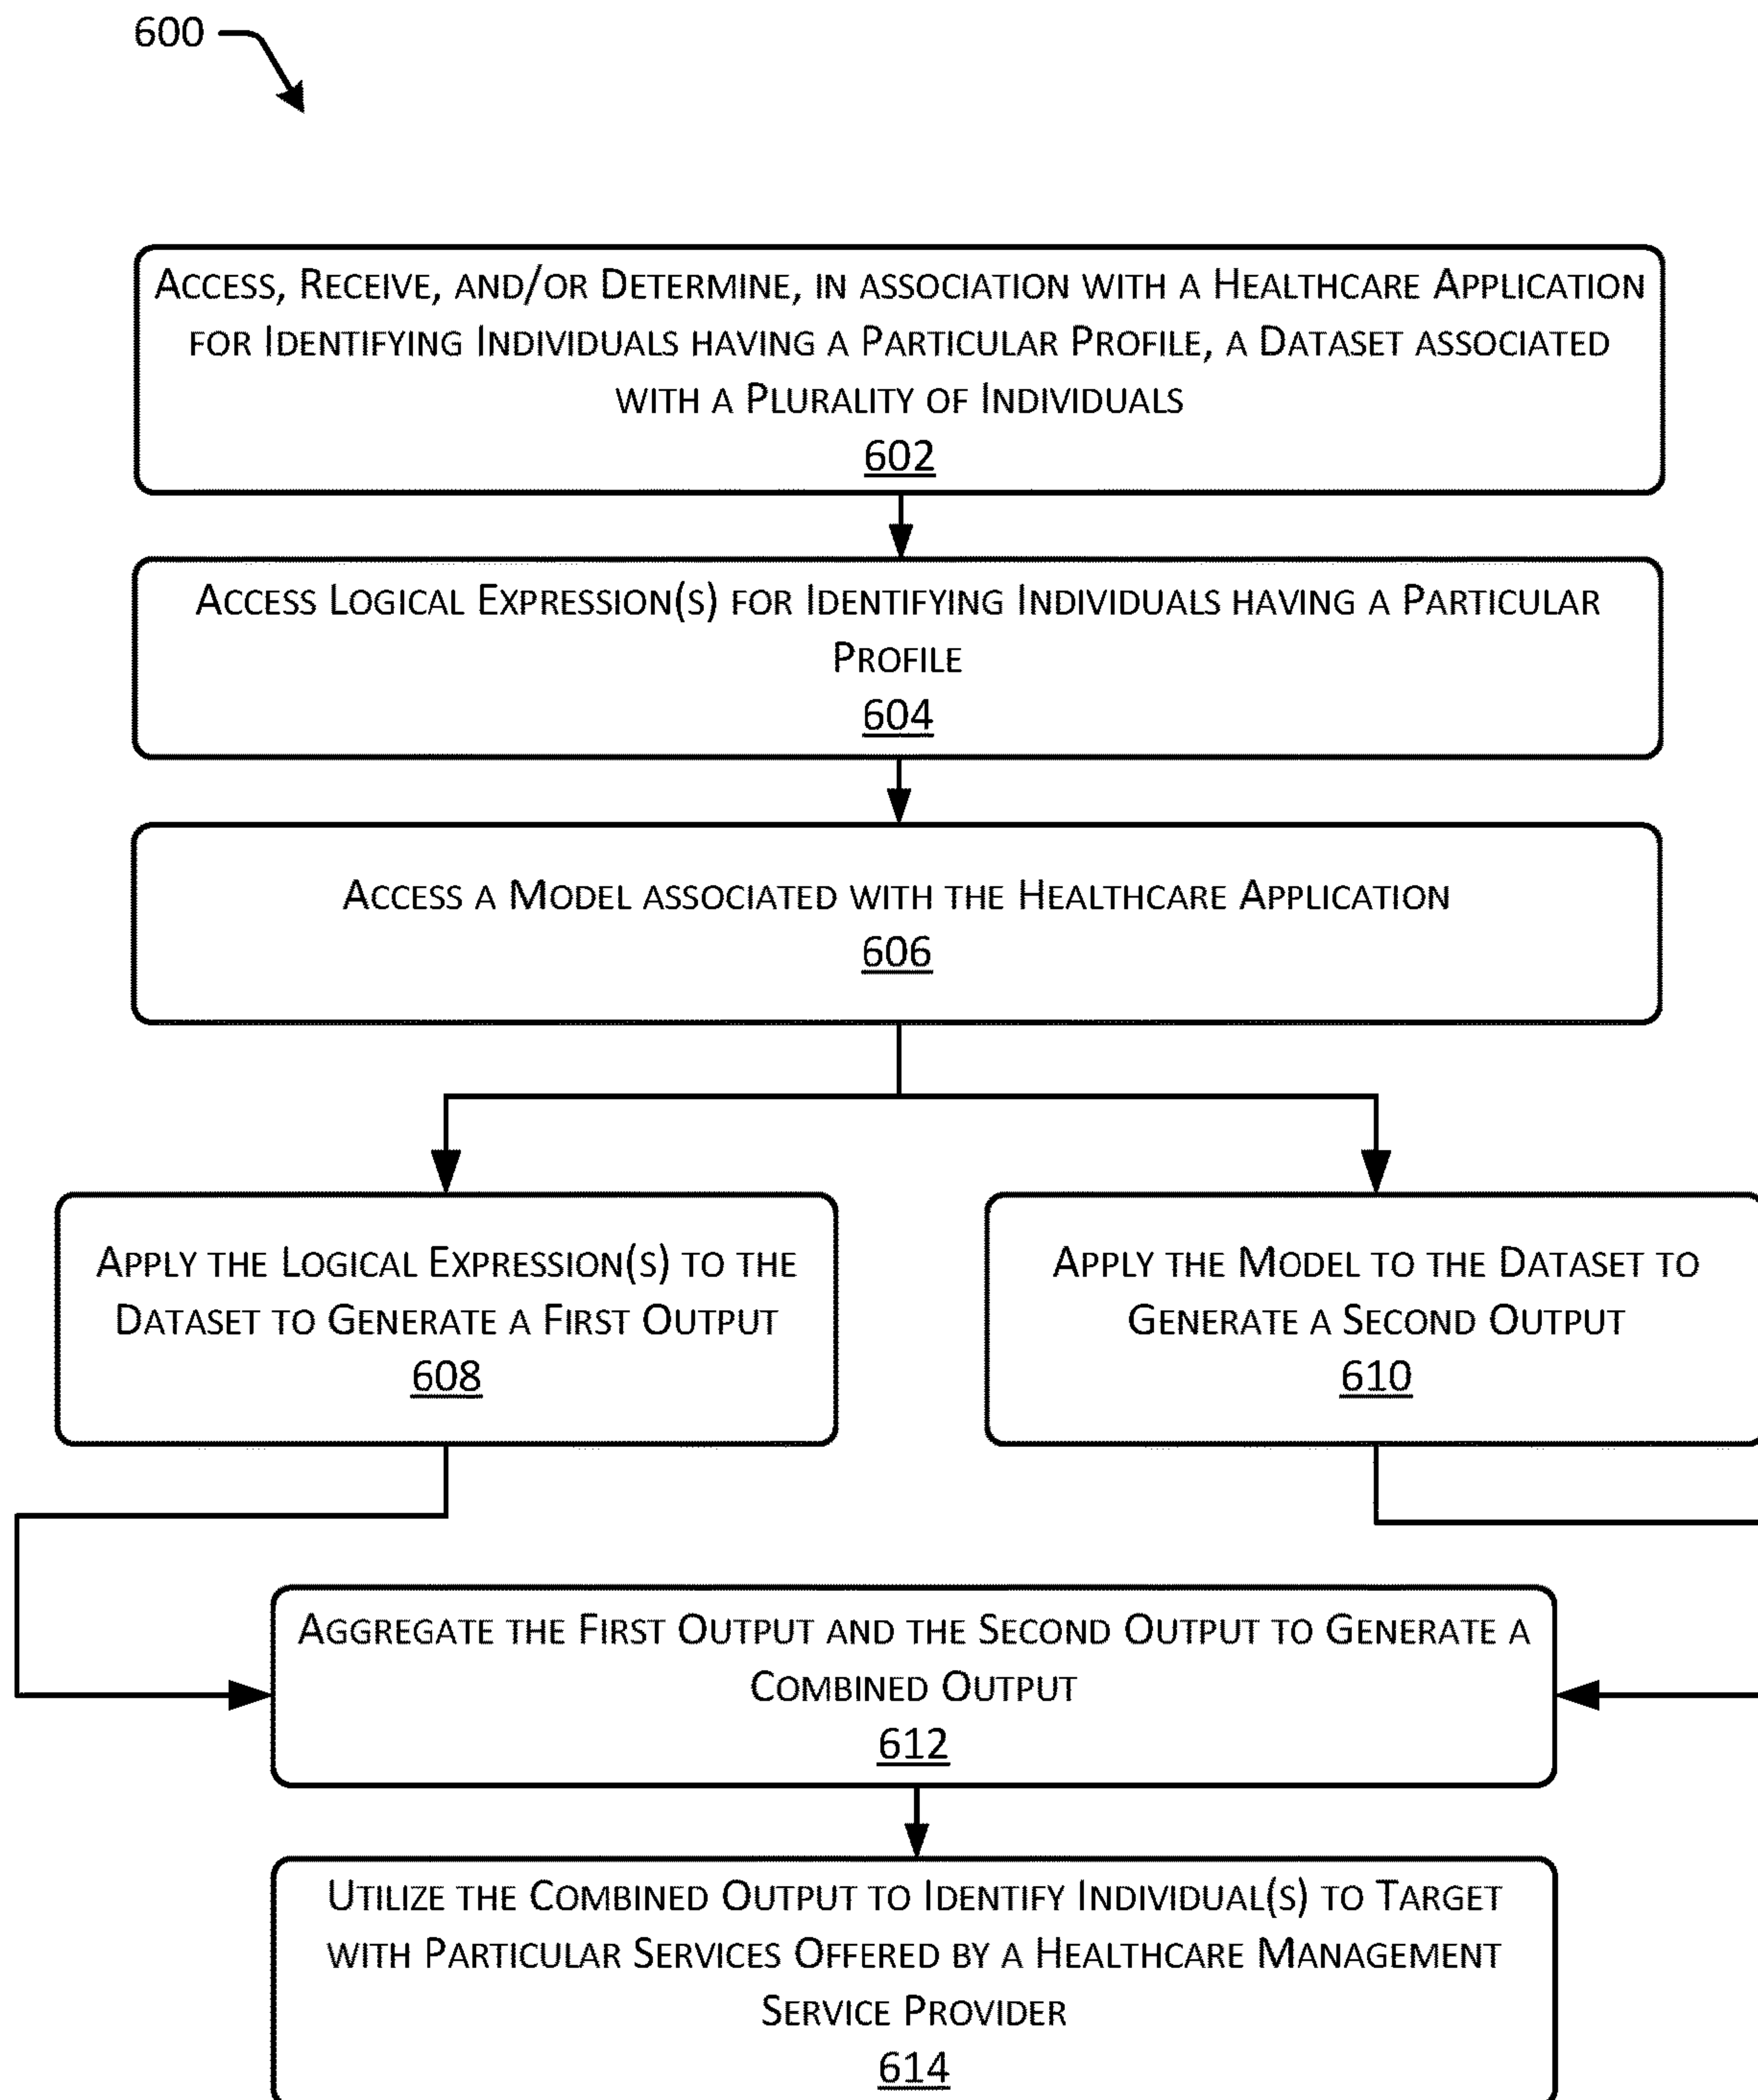 600
Access, Receive, and/or Determine, in association with a Healthcare Application
for Identifying Individuals having a Particular Profile, a Dataset associated
with a Plurality of Individuals
602
Access Logical Expression(s) for Identifying Individuals having a Particular
Profile
604
Access a Model associated with the Healthcare Application
606
Apply the Logical Expression(s) to the
Dataset to Generate a First Output
608
Apply the Model to the Dataset to
Generate a Second Output
610
Aggregate the First Output and the Second Output to Generate a
Combined Output
612
Utilize the Combined Output to Identify Individual(s) to Target
with Particular Services Offered by a Healthcare Management
Service Provider
614